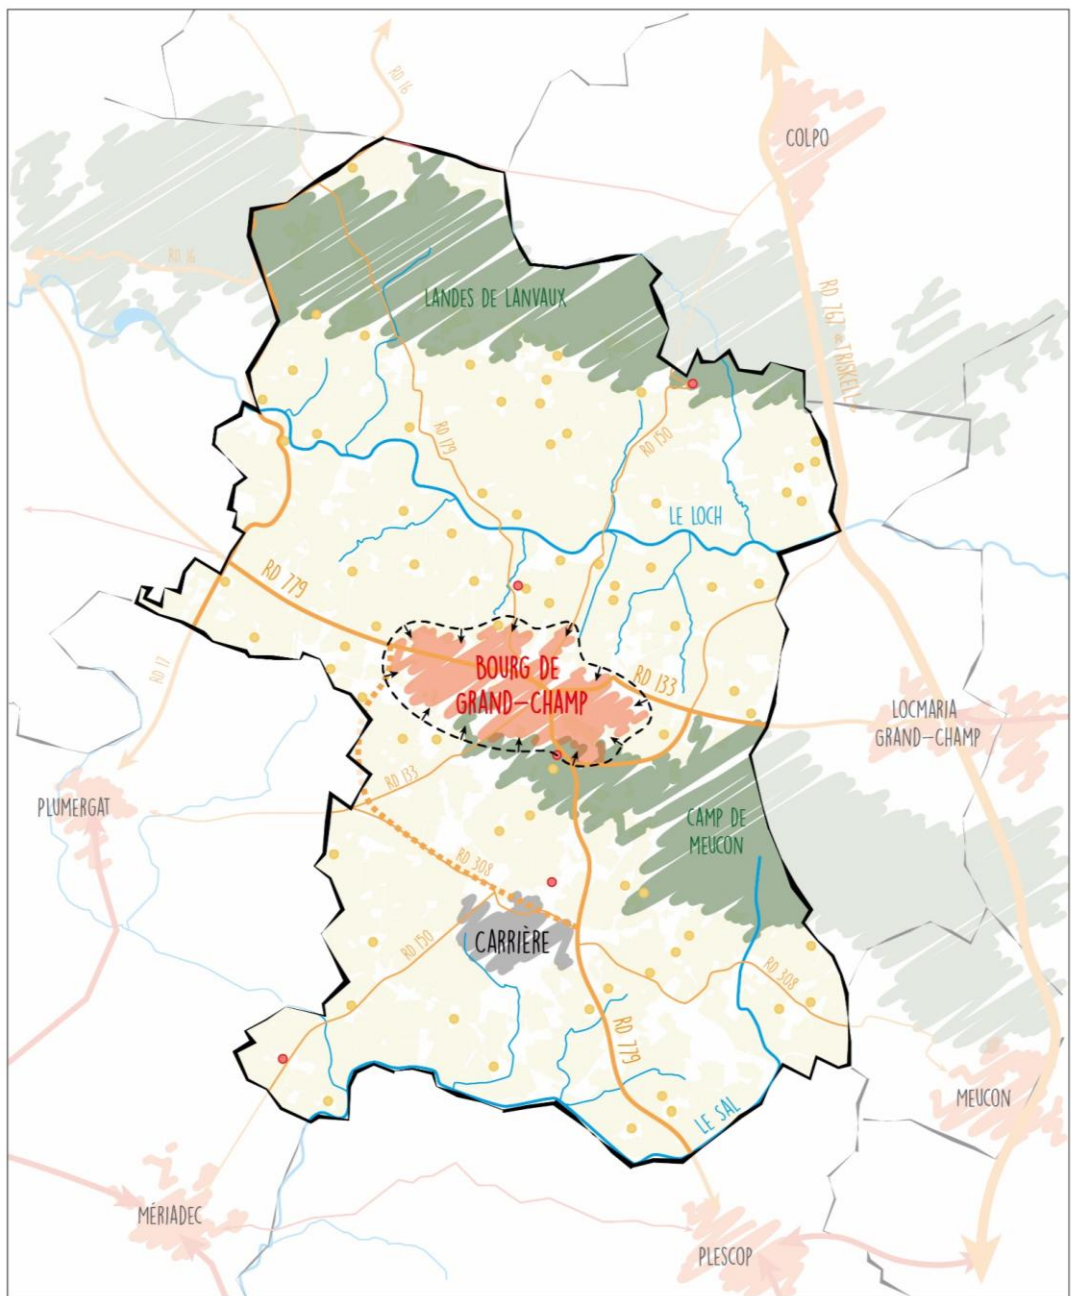 RD 16
COLPO
RD 16
LANDES DE LANVAUX
RD 767 «TRISKELL»
RD 179
RD 150
LE LOCH
RD 779
RD 17
BOURG DE
GRAND-CHAMP
RD 133
LOCMARIA
GRAND-CHAMP
RD 133
PLUMERGAT
CAMP DE
MEUCON
RD 308
CARRIÈRE
RD 150
RD 308
RD 779
MEUCON
LE SAL
MÉRIADEC
PLESCOP